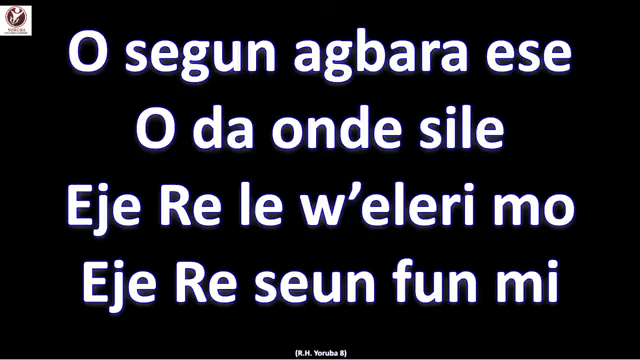 O segun agbara ese
O da onde sile
Eje Re le w’eleri mo
Eje Re seun fun mi
(R.H. Yoruba 8)